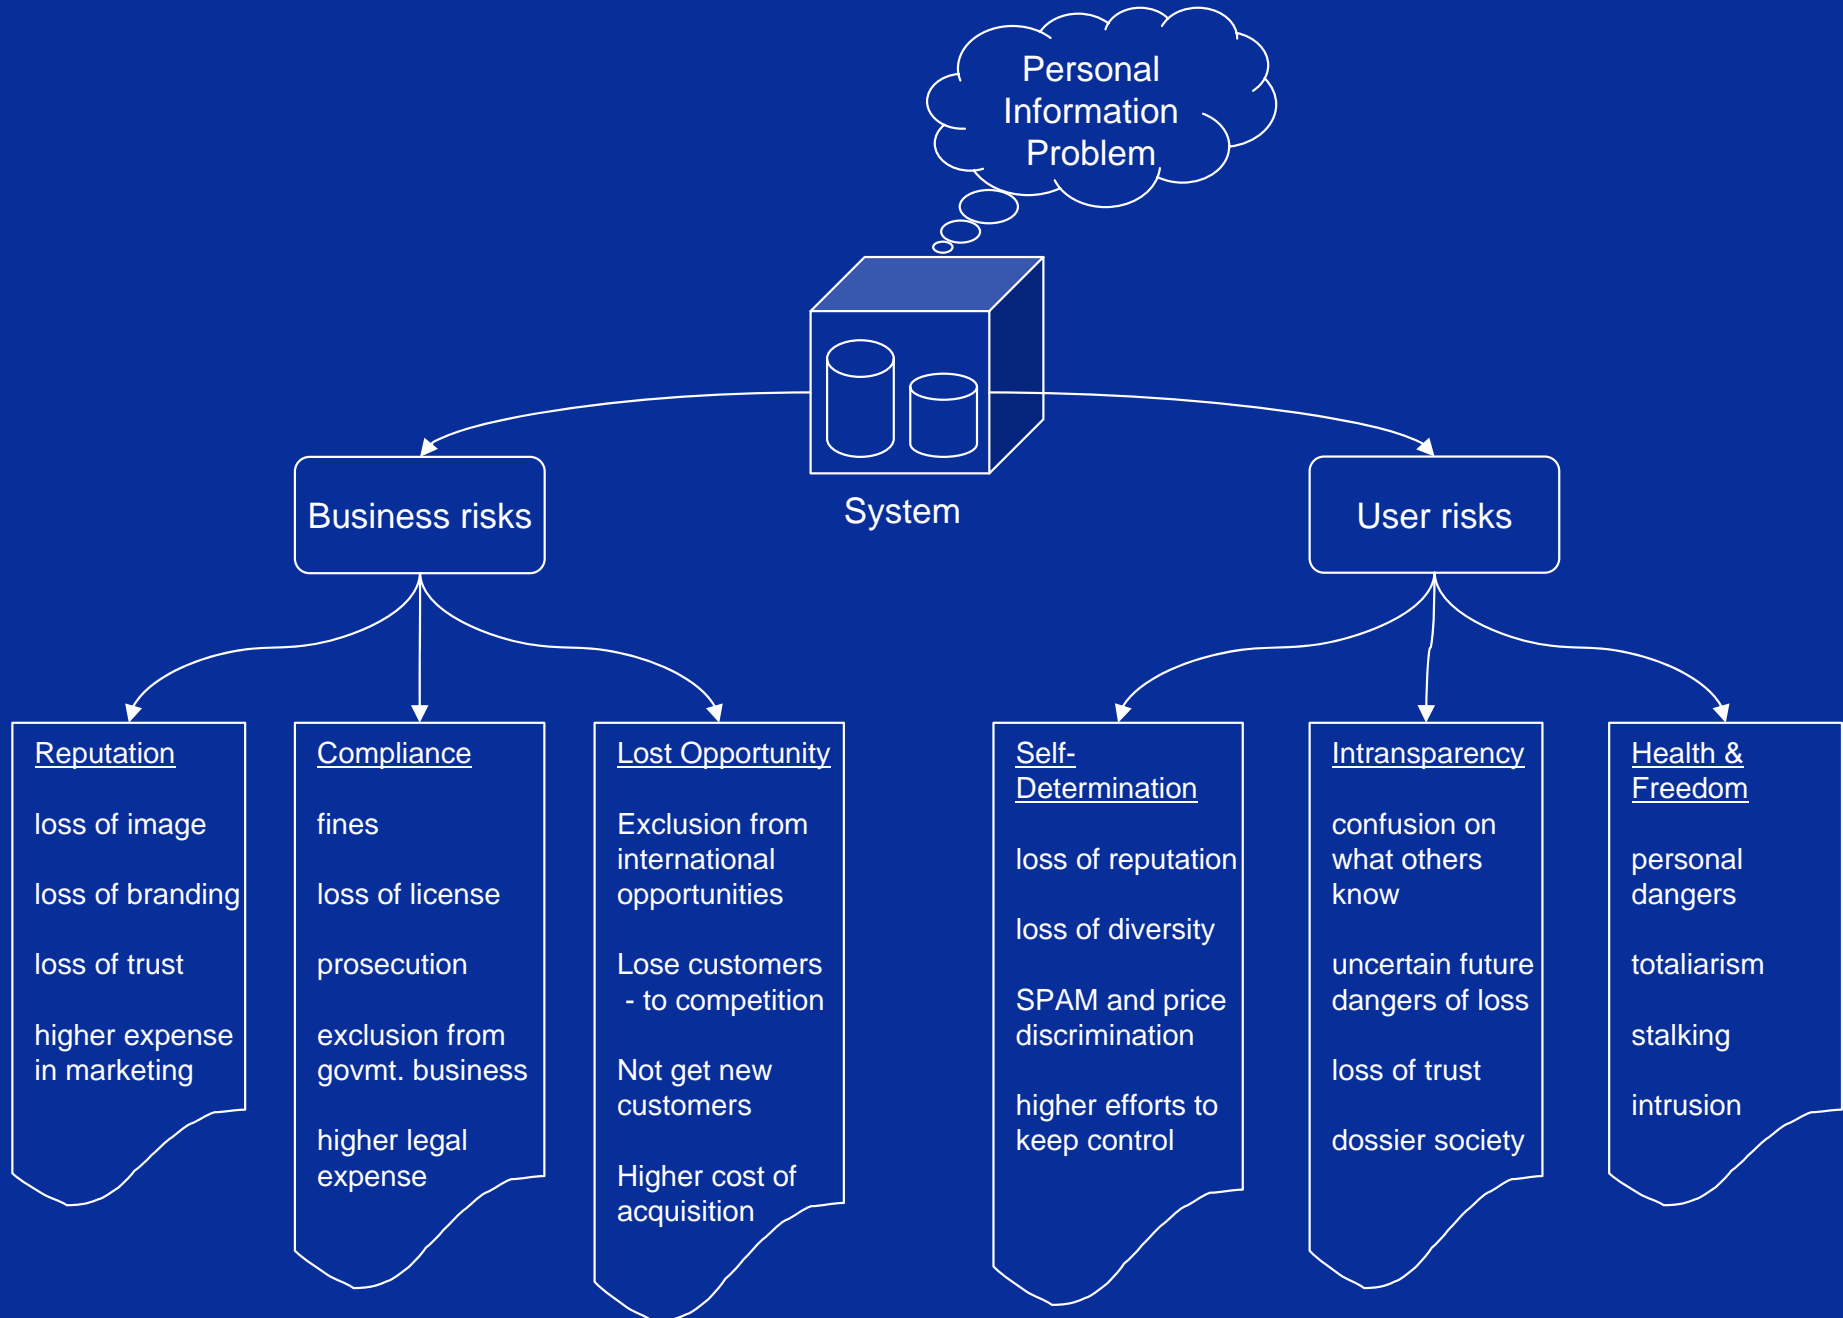 Personal
Information
Problem
System
Business risks
User risks
Reputation
loss of image
loss of branding
loss of trust
higher expense
in marketing
Compliance
fines
loss of license
prosecution
exclusion from
govmt. business
higher legal
expense
Lost Opportunity
Exclusion from
international
opportunities
Lose customers
- to competition
Not get new
customers
Higher cost of
acquisition
Self-
Determination
loss of reputation
loss of diversity
SPAM and price
discrimination
higher efforts to
keep control
Intransparency
confusion on
what others
know
uncertain future
dangers of loss
loss of trust
dossier society
Health &
Freedom
personal
dangers
totaliarism
stalking
intrusion